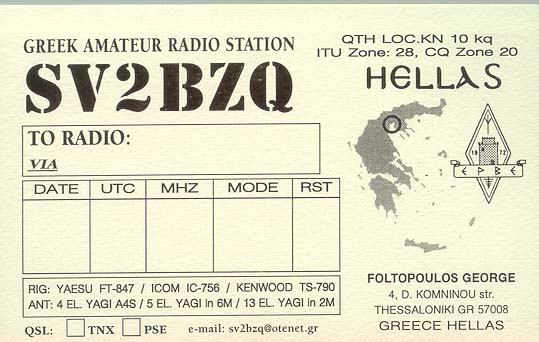 GREEK AMATEUR RADIO STATION
SV2BZQ
QTH LOC.KN 10 kq
ITU Zone: 28, CQ Zone 20
HELLAS
TO RADIO:
VIA
DATE UTC MHZ MODE RST
19 72
Ε Ρ Β Ε
RIG: YAESU FT-847 / ICOM IC-756 / KENWOOD TS-790
ANT: 4 EL. YAGI A4S / 5 EL. YAGI in 6M / 13 EL. YAGI in 2M
QSL: TNX PSE e-mail: sv2bzq@otenet.gr
FOLTOPOULOS GEORGE
4, D. KOMNINOU str.
THESSALONIKI GR 57008
GREECE HELLAS